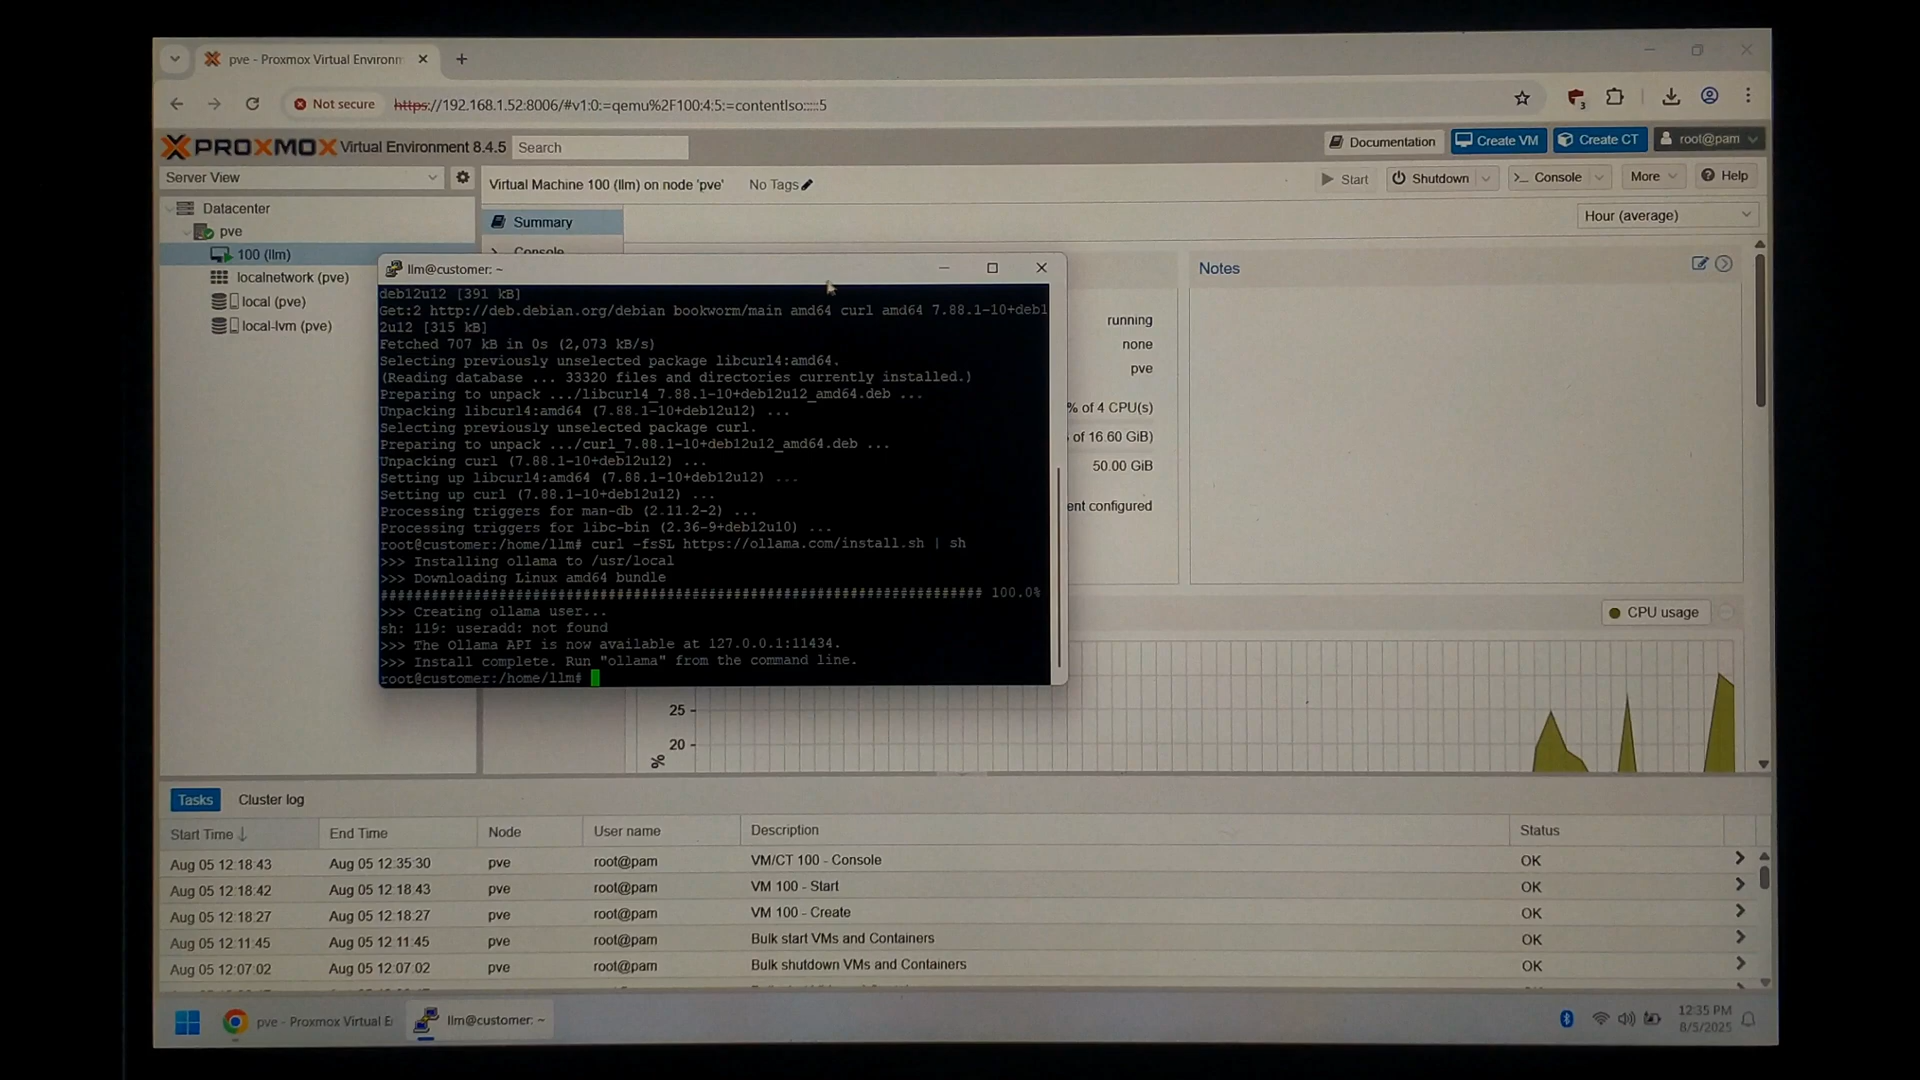 pve - Proxmox Virtual Environm
Not secure
https://192.168.1.52:8006/#v1:0:=qemu%2F100:4:5:=contentIso:::::5
3
PROXMOX Virtual Environment 8.4.5
Search
Documentation
Create VM
Create CT
root@pam
Server View
Virtual Machine 100 (llm) on node 'pve'
No Tags
Start
Shutdown
Console
More
Help
Datacenter
pve
100 (llm)
localnetwork (pve)
local (pve)
local-lvm (pve)
Summary
Console
Hour (average)
Notes
running
none
pve
% of 4 CPU(s)
of 16.60 GiB)
50.00 GiB
ent configured
llm@customer: ~
deb12u12 [391 kB]
Get:2 http://deb.debian.org/debian bookworm/main amd64 curl amd64 7.88.1-10+deb1
2u12 [315 kB]
Fetched 707 kB in 0s (2,073 kB/s)
Selecting previously unselected package libcurl4:amd64.
(Reading database ... 33320 files and directories currently installed.)
Preparing to unpack .../libcurl4_7.88.1-10+deb12u12_amd64.deb ...
Unpacking libcurl4:amd64 (7.88.1-10+deb12u12) ...
Selecting previously unselected package curl.
Preparing to unpack .../curl_7.88.1-10+deb12u12_amd64.deb ...
Unpacking curl (7.88.1-10+deb12u12) ...
Setting up libcurl4:amd64 (7.88.1-10+deb12u12) ...
Setting up curl (7.88.1-10+deb12u12) ...
Processing triggers for man-db (2.11.2-2) ...
Processing triggers for libc-bin (2.36-9+deb12u10) ...
root@customer:/home/llm# curl -fsSL https://ollama.com/install.sh | sh
>>> Installing ollama to /usr/local
>>> Downloading Linux amd64 bundle
######################################################################## 100.0%
>>> Creating ollama user...
sh: 119: useradd: not found
>>> The Ollama API is now available at 127.0.0.1:11434.
>>> Install complete. Run "ollama" from the command line.
root@customer:/home/llm#
CPU usage
25
20
%
Tasks
Cluster log
Start Time End Time Node User name Description Status
Aug 05 12:18:43 Aug 05 12:35:30 pve root@pam VM/CT 100 - Console OK
Aug 05 12:18:42 Aug 05 12:18:43 pve root@pam VM 100 - Start OK
Aug 05 12:18:27 Aug 05 12:18:27 pve root@pam VM 100 - Create OK
Aug 05 12:11:45 Aug 05 12:11:45 pve root@pam Bulk start VMs and Containers OK
Aug 05 12:07:02 Aug 05 12:07:02 pve root@pam Bulk shutdown VMs and Containers OK
pve - Proxmox Virtual E
llm@customer: ~
12:35 PM
8/5/2025